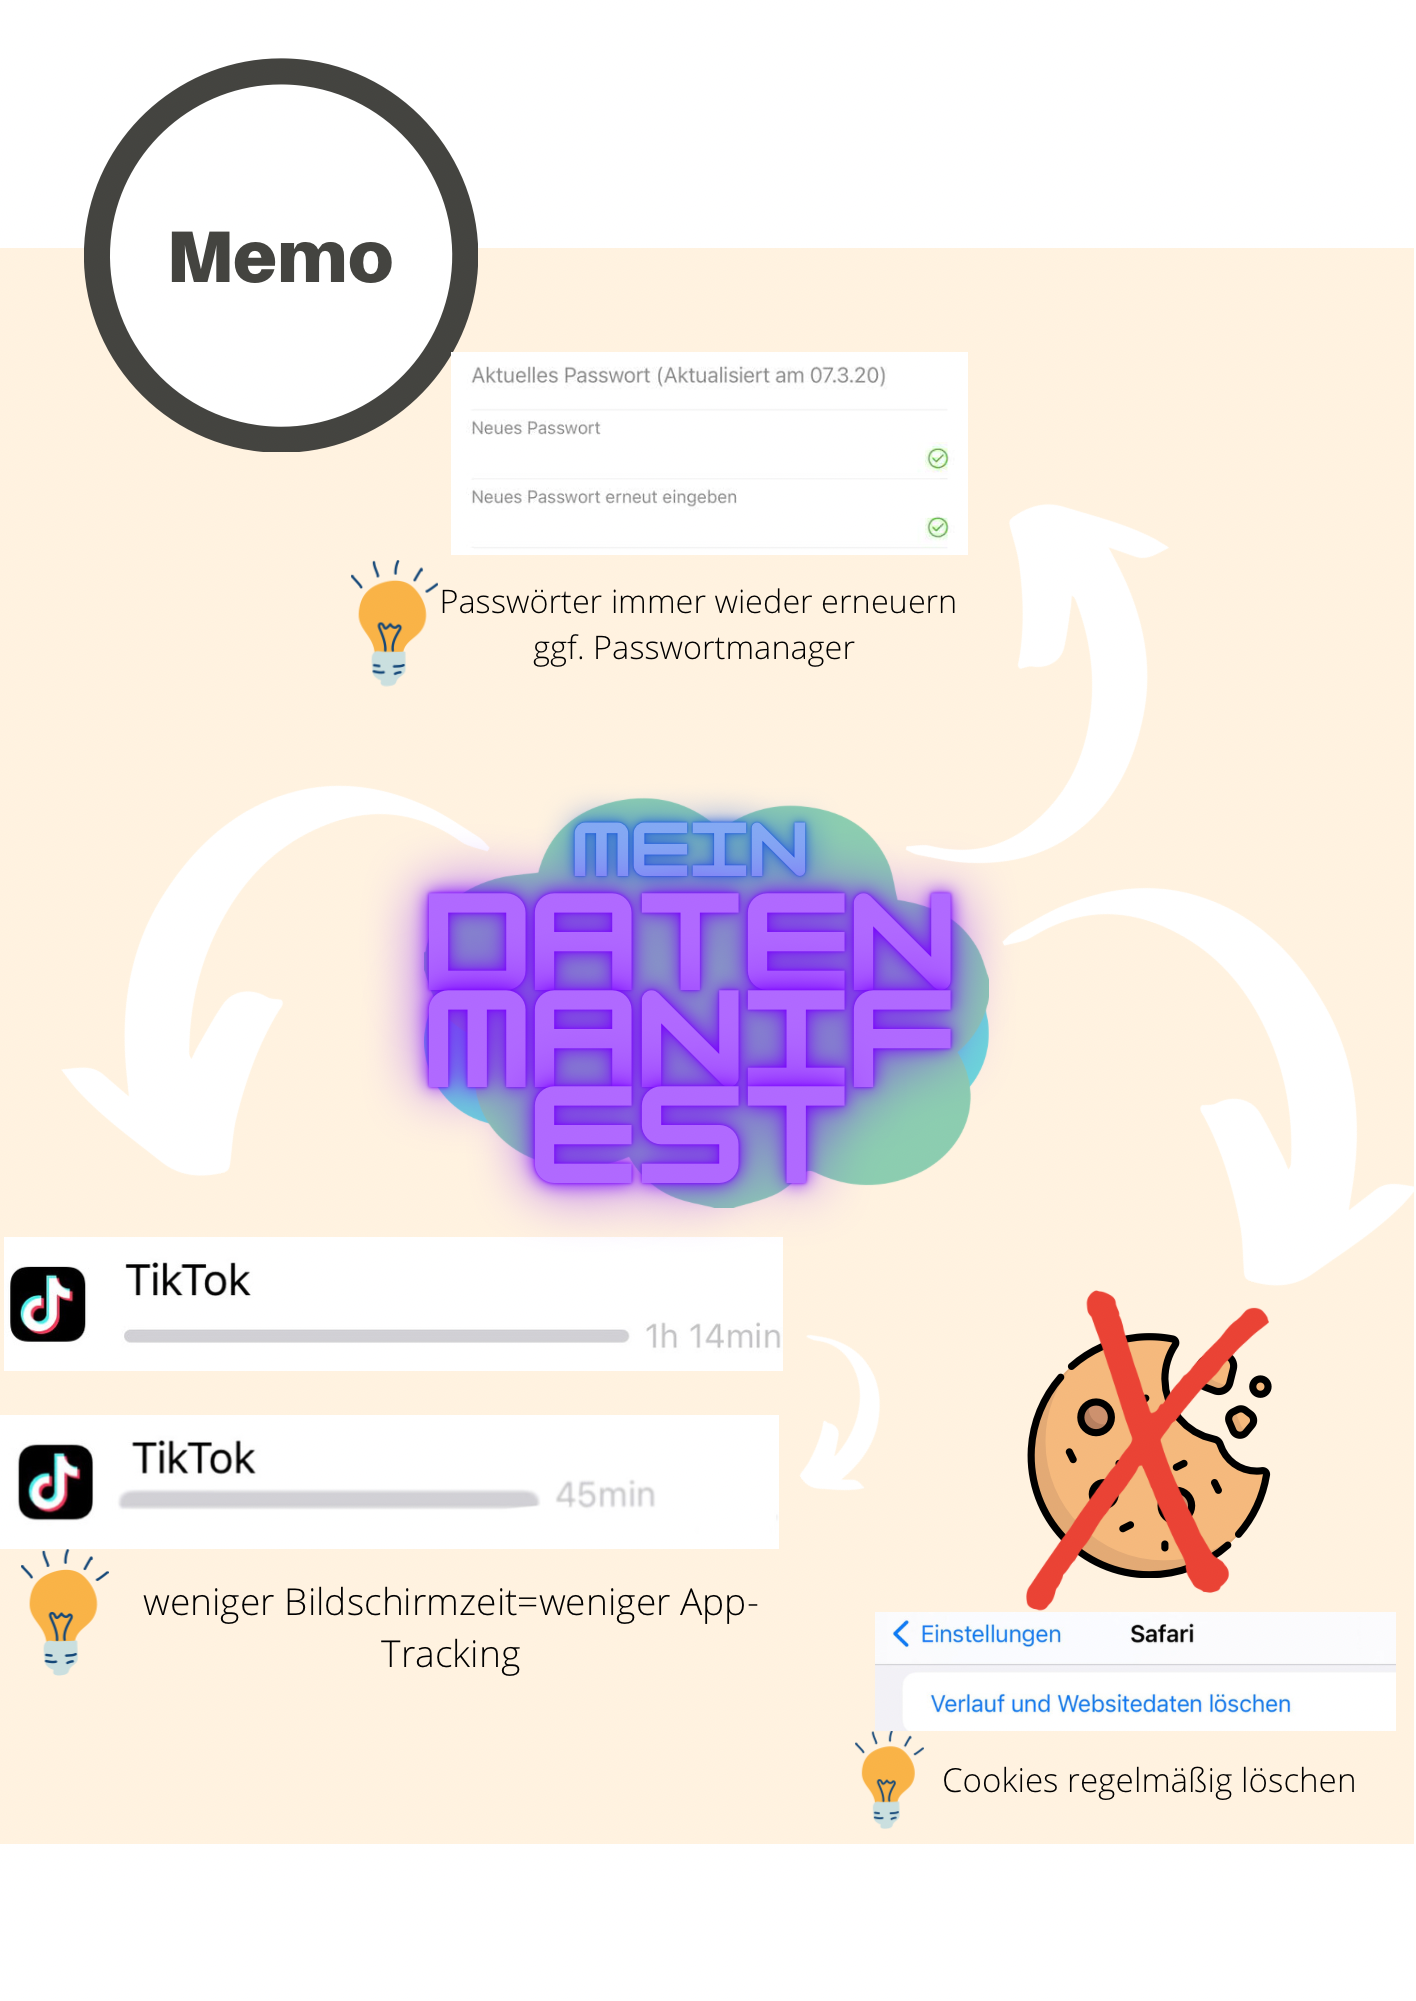 Memo
Aktuelles Passwort (Aktualisiert am 07.3.20)
Neues Passwort
Neues Passwort erneut eingeben
Passwörter immer wieder erneuern
ggf. Passwortmanager
MEIN
DATEN
MANIF
EST
TikTok
1h 14min
TikTok
45min
weniger Bildschirmzeit=weniger App-
Tracking
Einstellungen Safari
Verlauf und Websitedaten löschen
Cookies regelmäßig löschen